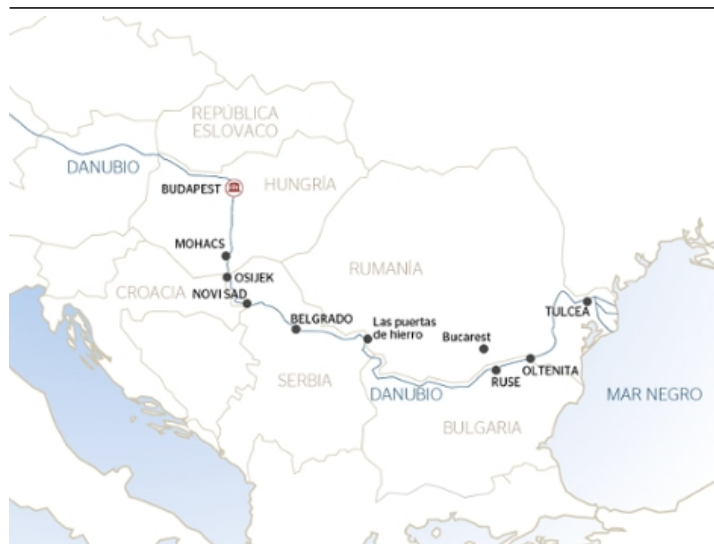 REPÚBLICA
ESLOVACO
DANUBIO
BUDAPEST
HUNGRÍA
MOHACS
OSIJEK
CROACIA
NOVI SAD
RUMANÍA
BELGRADO
Las puertas
de hierro
Bucarest
TULCEA
SERBIA
DANUBIO
RUSE
OLTENITA
MAR NEGRO
BULGARIA